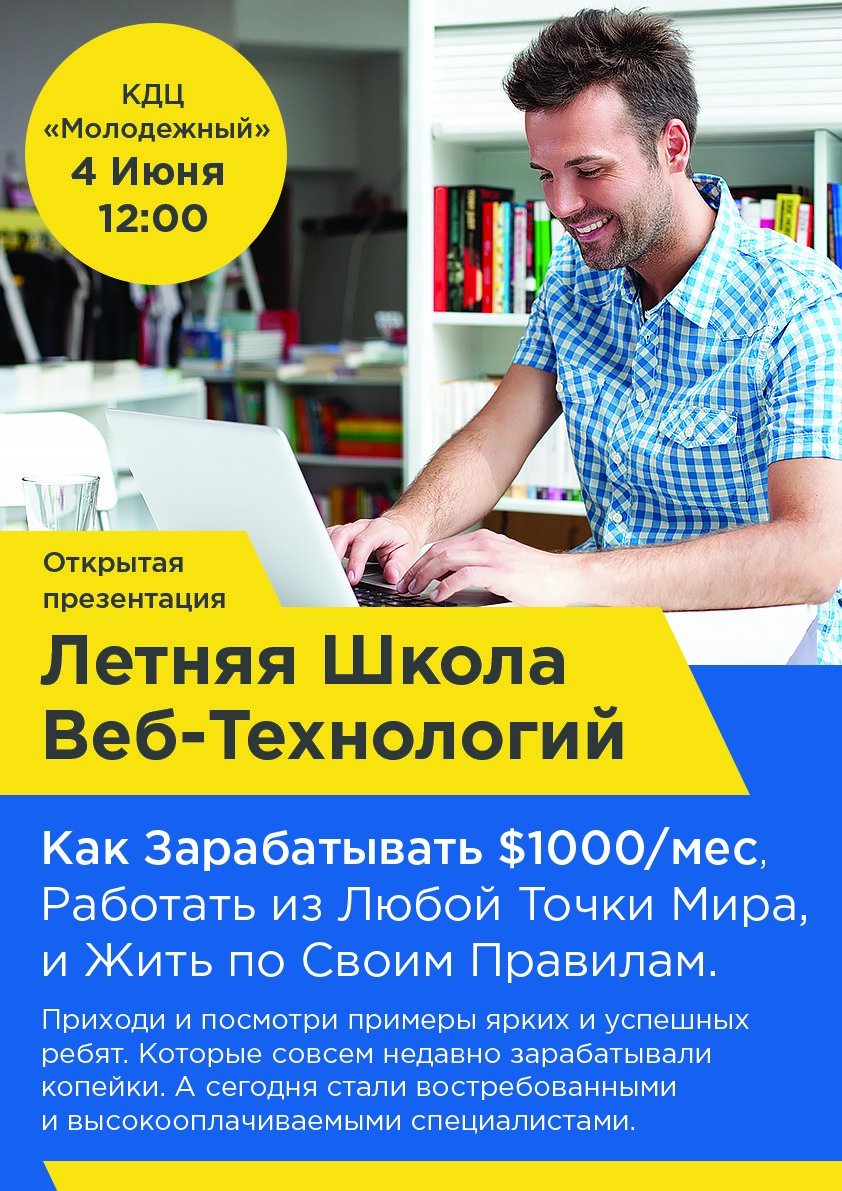 КДЦ
«Молодежный»
4 Июня
12:00
Открытая
презентация
Летняя Школа
Веб-Технологий
Как Зарабатывать $1000/мес,
Работать из Любой Точки Мира,
и Жить по Своим Правилам.
Приходи и посмотри примеры ярких и успешных
ребят. Которые совсем недавно зарабатывали
копейки. А сегодня стали востребованными
и высокооплачиваемыми специалистами.